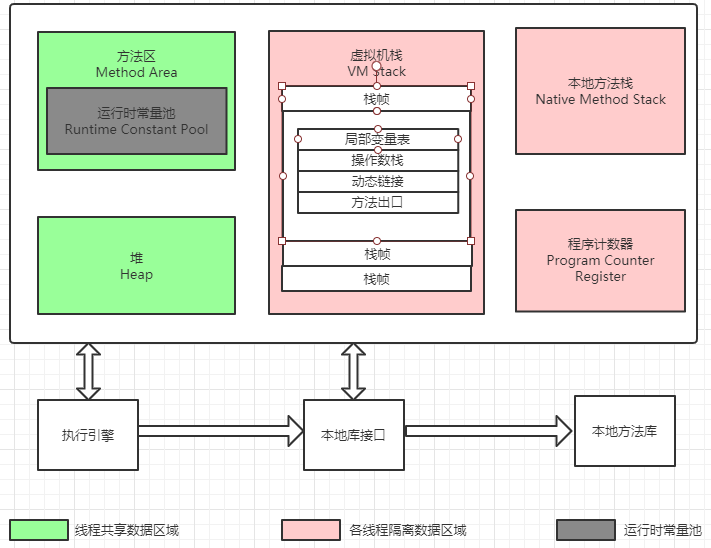 方法区
Method Area
运行时常量池
Runtime Constant Pool
堆
Heap
虚拟机栈
VM Stack
栈帧
局部变量表
操作数栈
动态链接
方法出口
栈帧
栈帧
本地方法栈
Native Method Stack
程序计数器
Program Counter
Register
执行引擎
本地库接口
本地方法库
线程共享数据区域
各线程隔离数据区域
运行时常量池